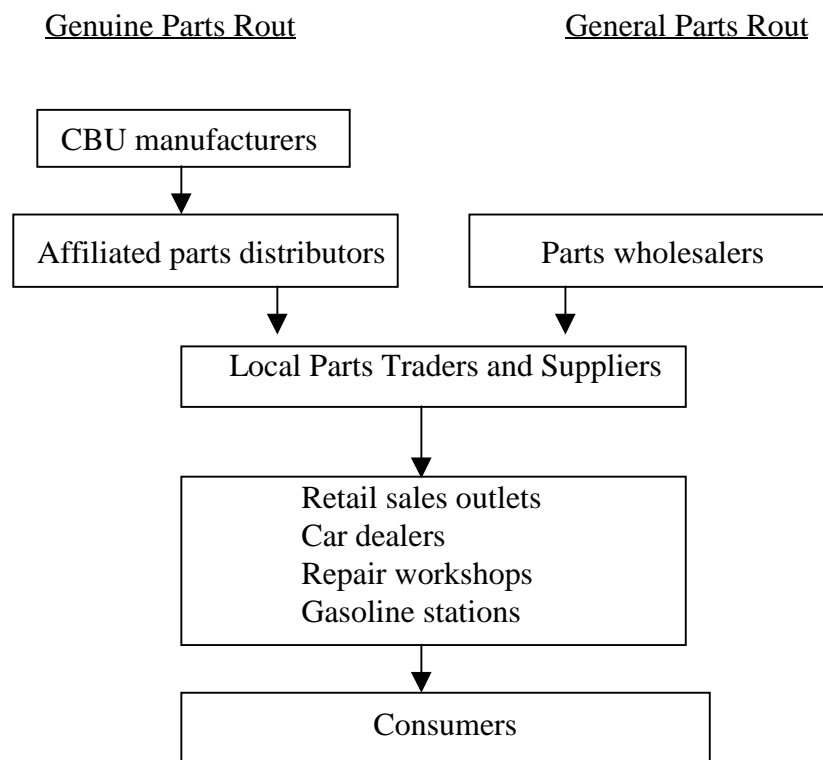 Genuine Parts Rout
General Parts Rout
CBU manufacturers
Affiliated parts distributors
Parts wholesalers
Local Parts Traders and Suppliers
Retail sales outlets
Car dealers
Repair workshops
Gasoline stations
Consumers